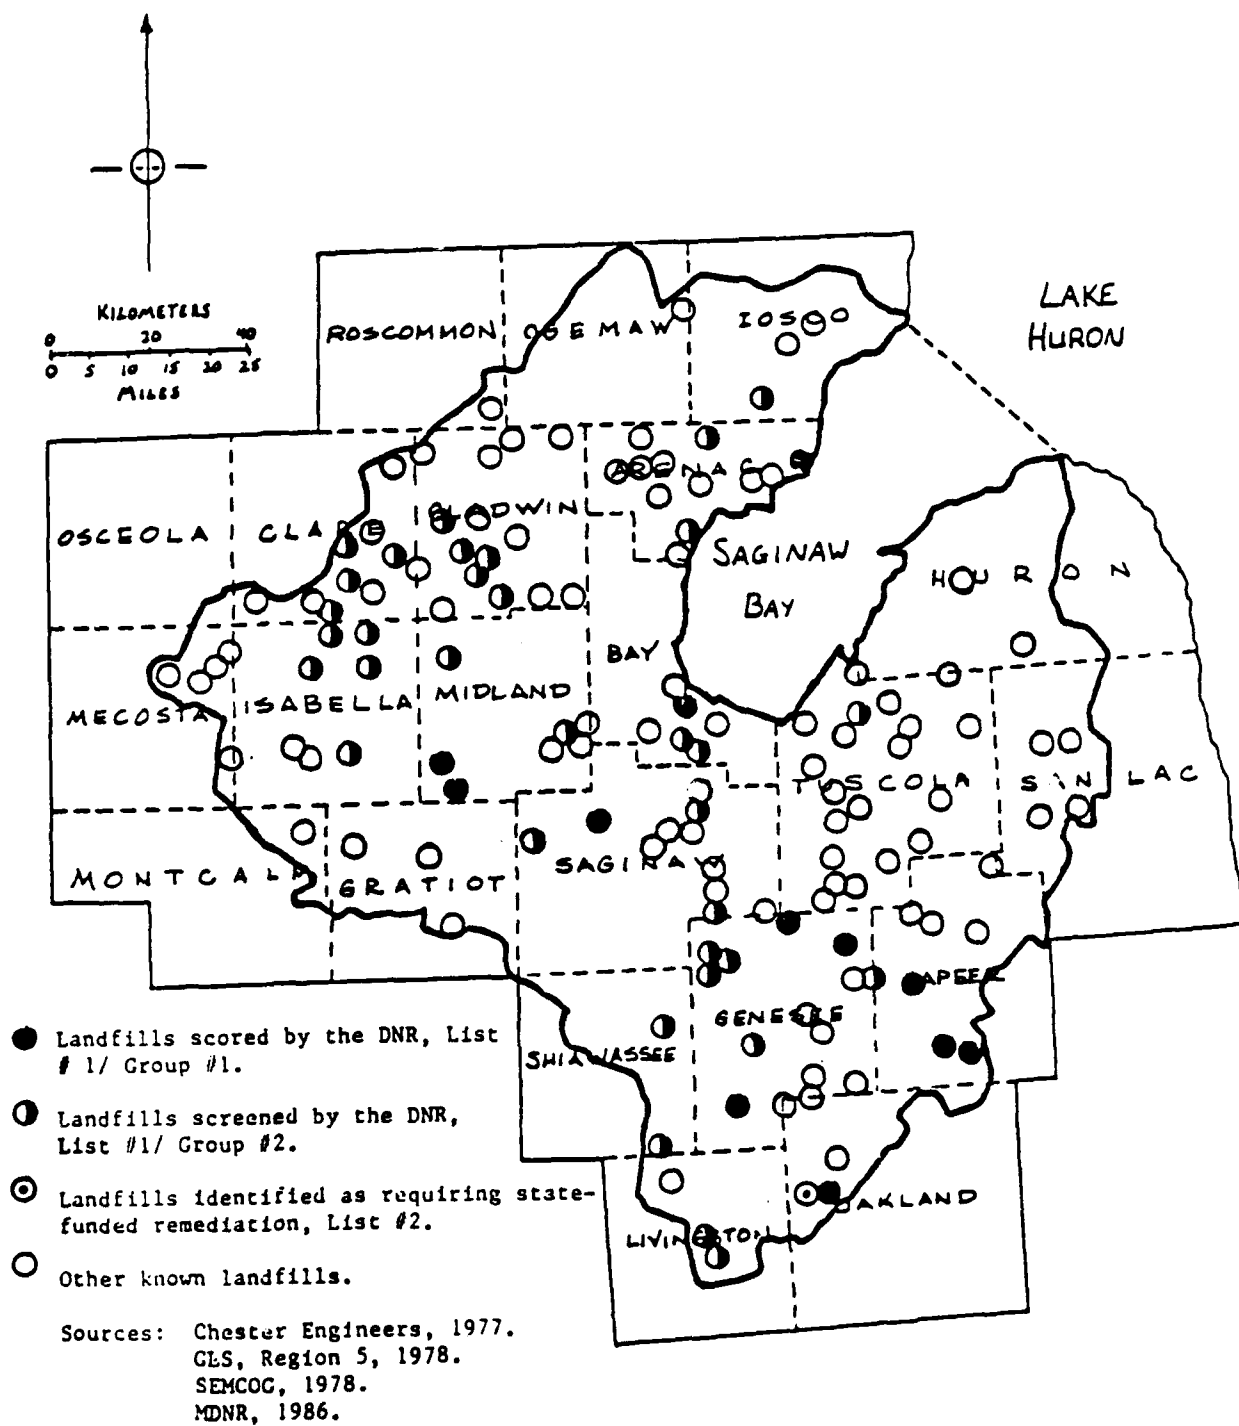 KILOMETERS
0 20 40
0 5 10 15 20 25
MILES
LAKE
HURON
ROSCOMMON
OGEMAW
IOSCO
ARENAC
OSCEOLA
CLARE
GLADWIN
SAGINAW
BAY
HURON
BAY
MECOSTA
ISABELLA
MIDLAND
TUSCOLA
SANILAC
MONTCALM
GRATIOT
SAGINAW
LAPEER
GENESEE
SHIAWASSEE
OAKLAND
LIVINGSTON
Landfills scored by the DNR, List
# 1/ Group #1.
Landfills screened by the DNR,
List #1/ Group #2.
Landfills identified as requiring state-
funded remediation, List #2.
Other known landfills.
Sources: Chester Engineers, 1977.
GLS, Region 5, 1978.
SEMCOG, 1978.
MDNR, 1986.